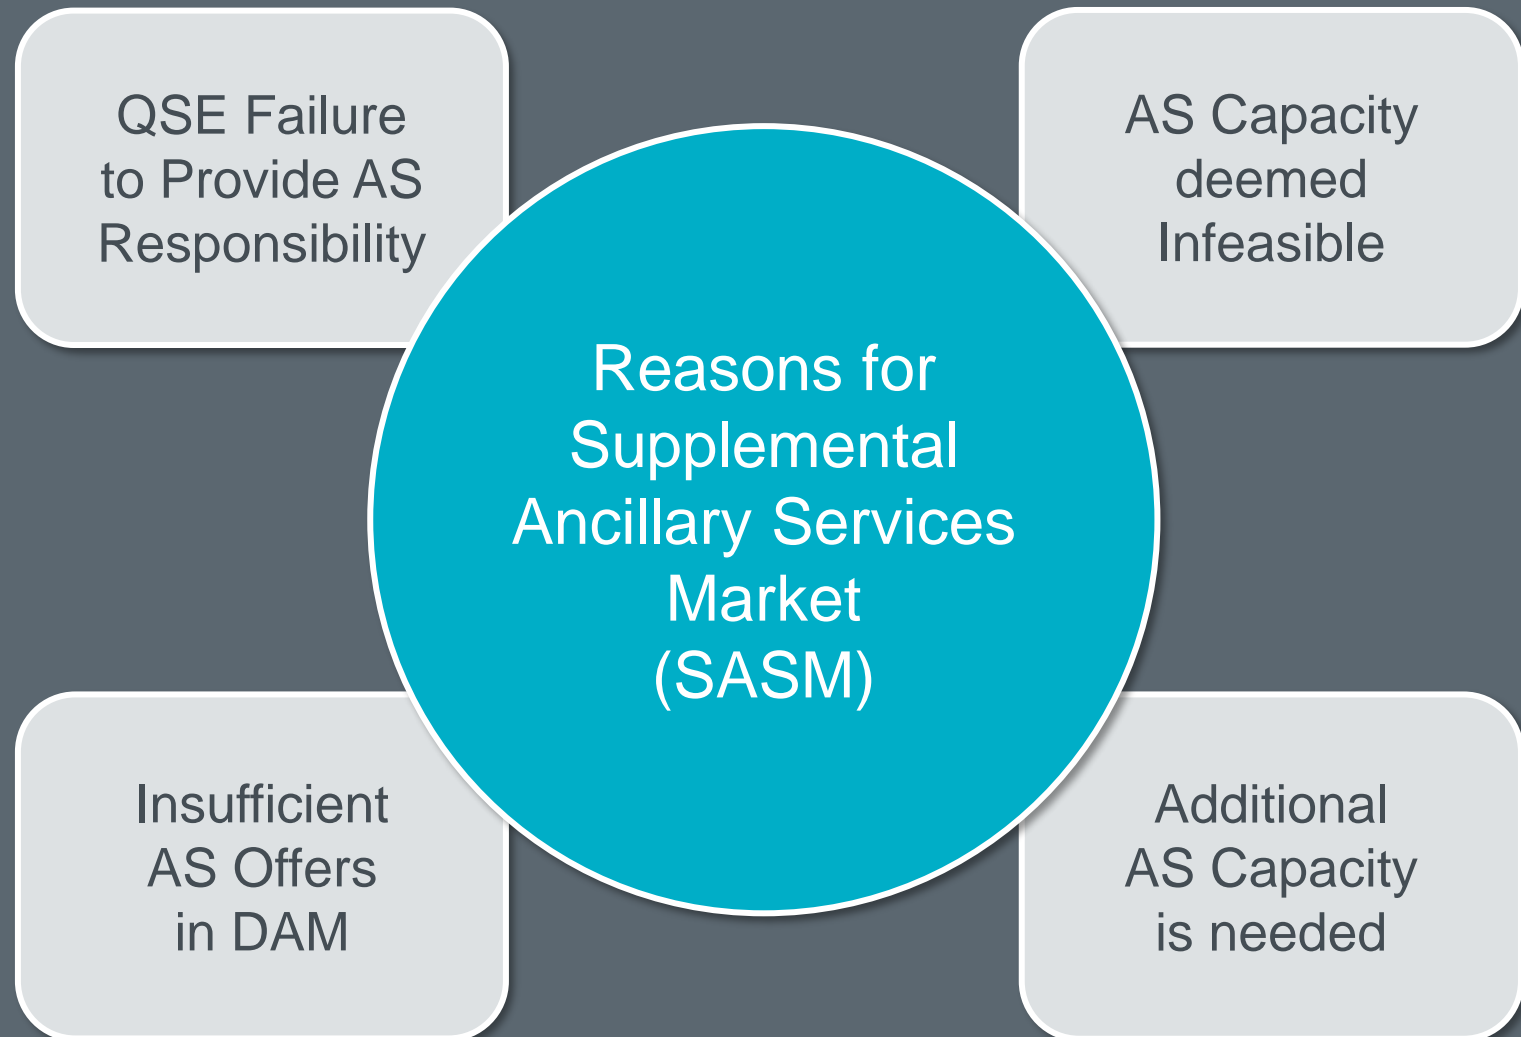 QSE Failure
to Provide AS
Responsibility
AS Capacity
deemed
Infeasible
Reasons for
Supplemental
Ancillary Services
Market
(SASM)
Insufficient
AS Offers
in DAM
Additional
AS Capacity
is needed